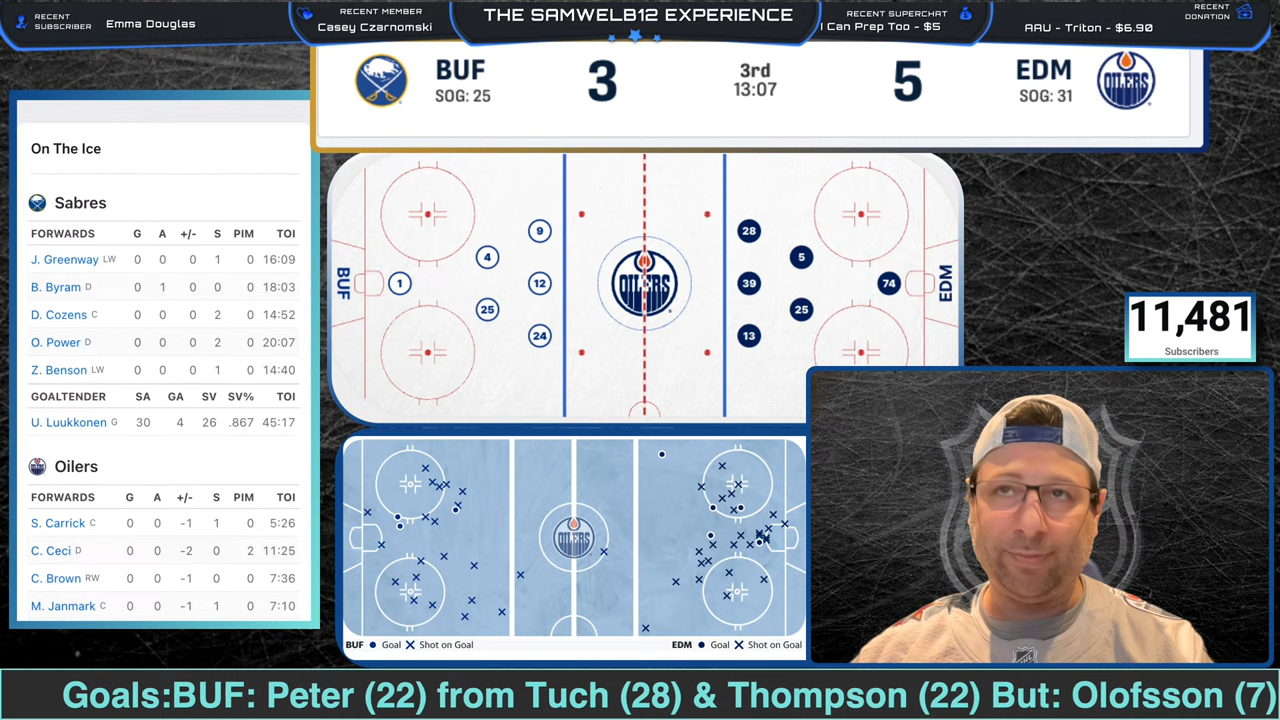 RECENT SUBSCRIBER Emma Douglas
RECENT MEMBER
Casey Czarnomski
THE SAMWELB12 EXPERIENCE
RECENT SUPERCHAT
I Can Prep Too - $5
RECENT DONATION
AAU - Triton - $6.90
BUF
SOG: 25
3
3rd
13:07
5
EDM
SOG: 31
OILERS
On The Ice
Sabres
FORWARDS G A +/- S PIM TOI
J. Greenway LW 0 0 0 1 0 16:09
B. Byram D 0 1 0 0 0 18:03
D. Cozens C 0 0 0 2 0 14:52
O. Power D 0 0 0 2 0 20:07
Z. Benson LW 0 0 0 1 0 14:40
GOALTENDER SA GA SV SV% TOI
U. Luukkonen G 30 4 26 .867 45:17
Oilers
FORWARDS G A +/- S PIM TOI
S. Carrick C 0 0 -1 1 0 5:26
C. Ceci D 0 0 -2 0 2 11:25
C. Brown RW 0 0 -1 0 0 7:36
M. Janmark C 0 0 -1 1 0 7:10
BUF
9
4
1
12
25
24
OILERS
28
5
39
74
25
13
EDM
OILERS
BUF Goal Shot on Goal
EDM Goal Shot on Goal
11,481
Subscribers
Goals:BUF: Peter (22) from Tuch (28) & Thompson (22) But: Olofsson (7)